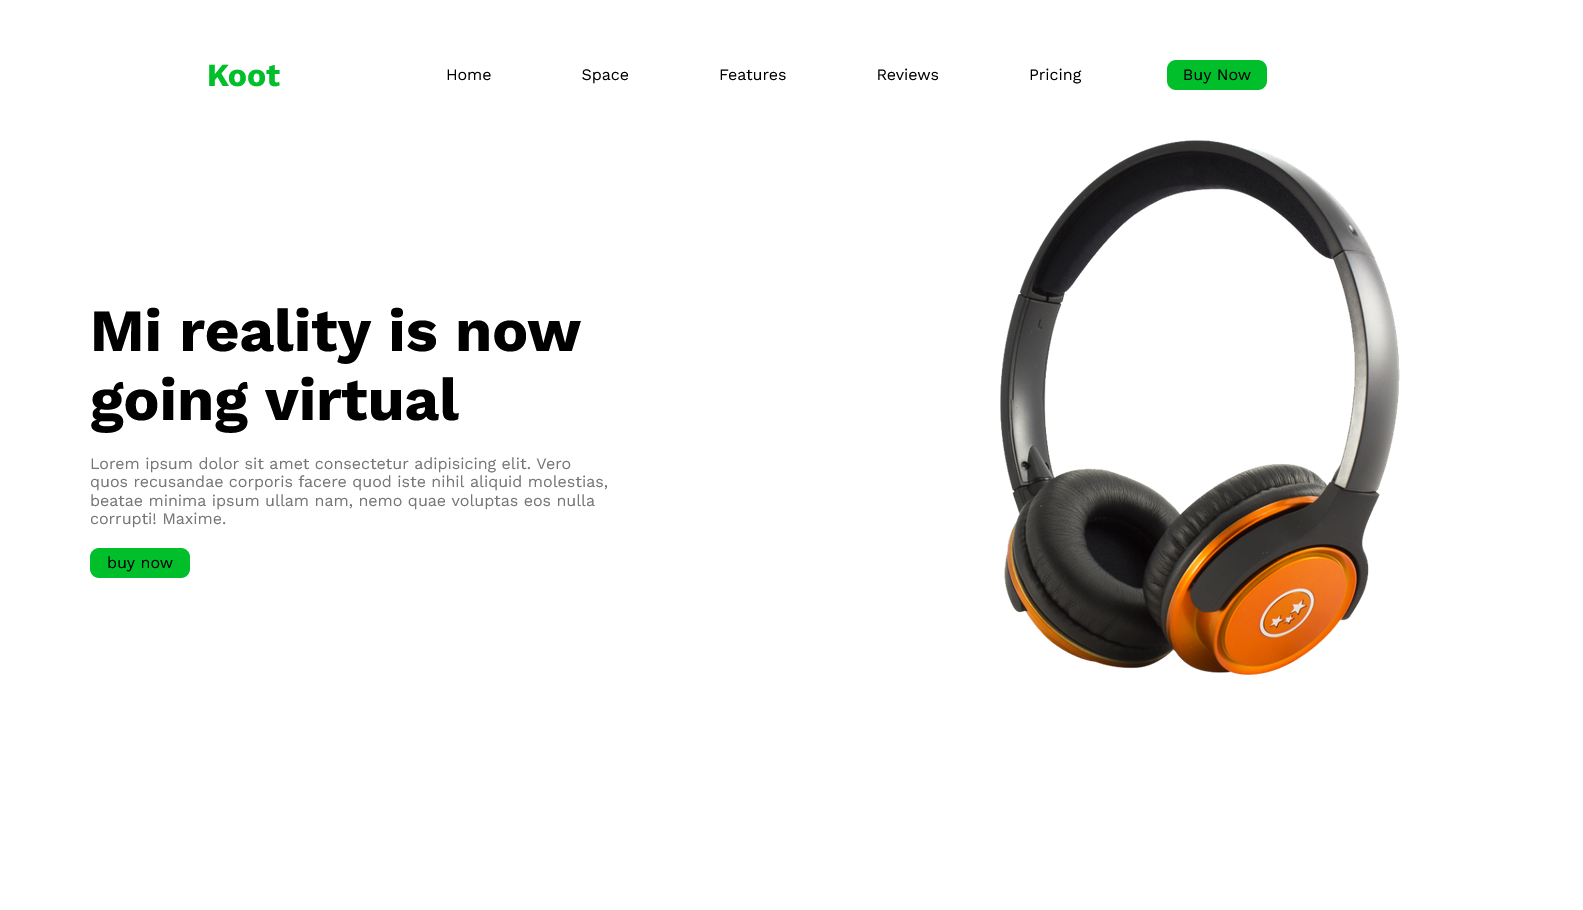 Koot
Home
Space
Features
Reviews
Pricing
Buy Now
Mi reality is now
going virtual
Lorem ipsum dolor sit amet consectetur adipisicing elit. Vero
quos recusandae corporis facere quod iste nihil aliquid molestias,
beatae minima ipsum ullam nam, nemo quae voluptas eos nulla
corrupti! Maxime.
buy now
L